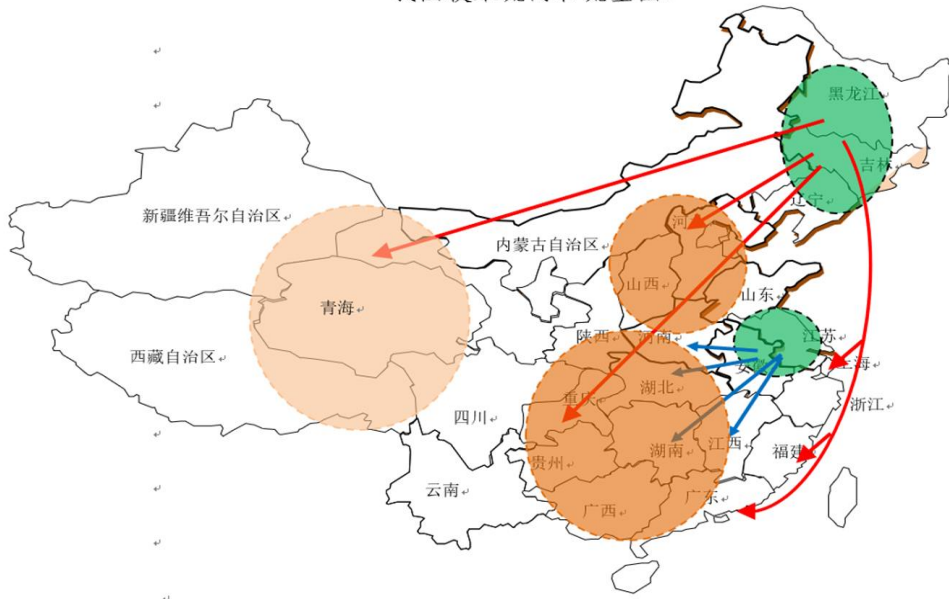 黑龙江
吉林
辽宁
新疆维吾尔自治区
内蒙古自治区
河
山西
山东
青海
西藏自治区
陕西
河南
江苏
安
上海
四川
重庆
湖北
浙江
贵州
湖南
江西
福建
云南
广西
广东